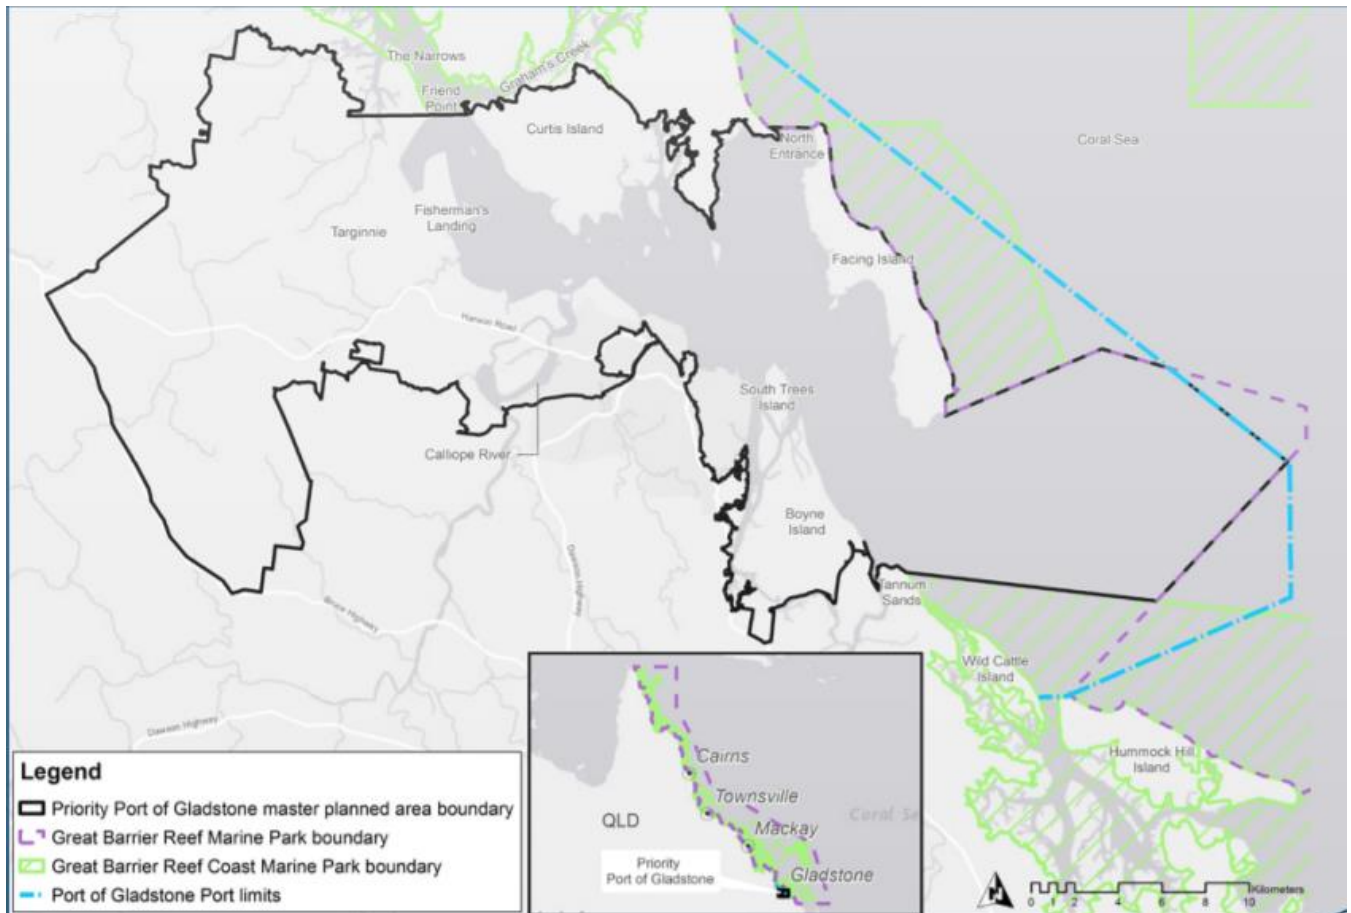 The Narrows
Graham's Creek
Friend
Point
Curtis Island
North
Entrance
Coral Sea
Fisherman's
Landing
Targinnie
Facing Island
Hanson Road
South Trees
Island
Calliope River
Boyne
Island
Dawson Highway
Tannum
Sands
Bruce Highway
Wild Cattle
Island
Dawson Highway
Hummock Hill
Island
Cairns
Townsville
QLD
Coral Se
Mackay
Priority
Port of Gladstone
Gladstone
Legend
Priority Port of Gladstone master planned area boundary
Great Barrier Reef Marine Park boundary
Great Barrier Reef Coast Marine Park boundary
Port of Gladstone Port limits
N
Kilometers
0 1 2 4 6 8 10